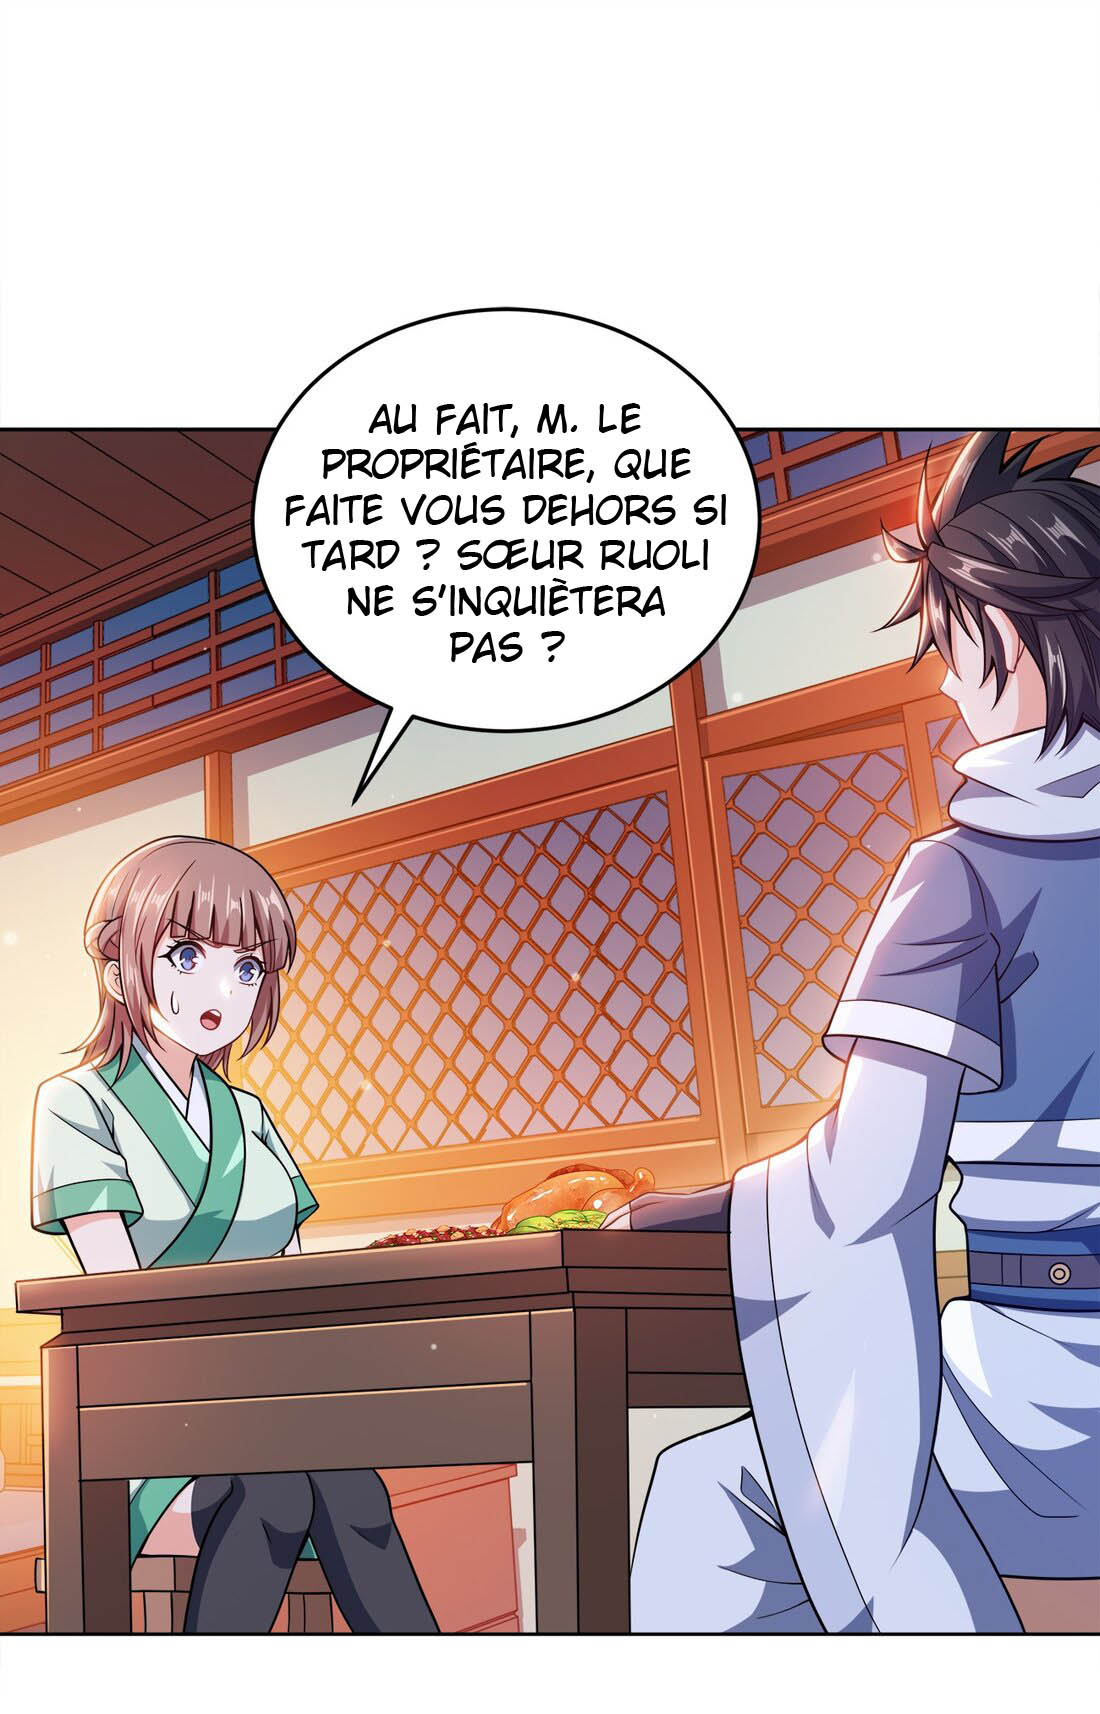 AU FAIT, M. LE
PROPRIÉTAIRE, QUE
FAITE VOUS DEHORS SI
TARD ? SŒUR RUOLI
NE S'INQUIÈTERA
PAS ?